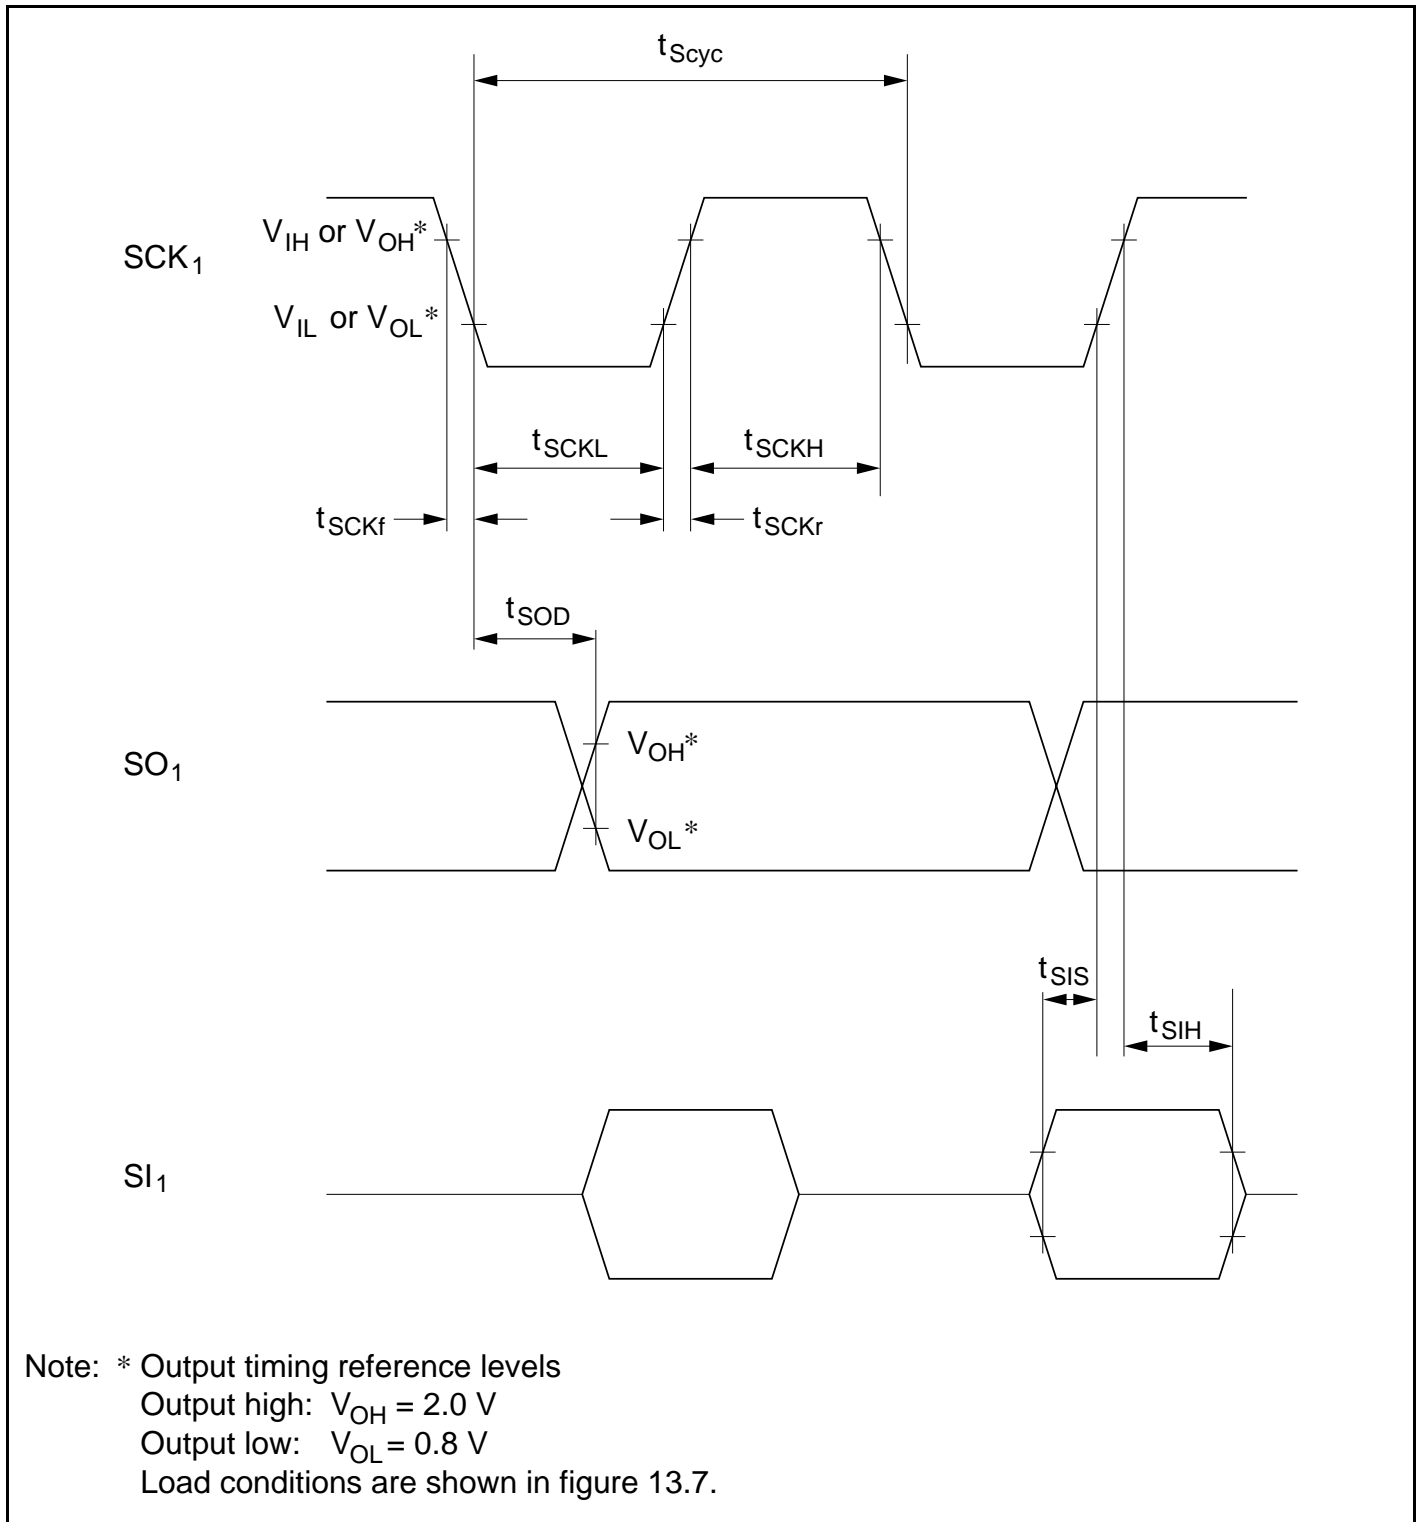 tScyc
VIH or VOH*
SCK1
VIL or VOL*
tSCKL
tSCKH
tSCKf
tSCKr
tSOD
VOH*
SO1
VOL*
tSIS
tSIH
SI1
Note: * Output timing reference levels
Output high: VOH = 2.0 V
Output low: VOL = 0.8 V
Load conditions are shown in figure 13.7.